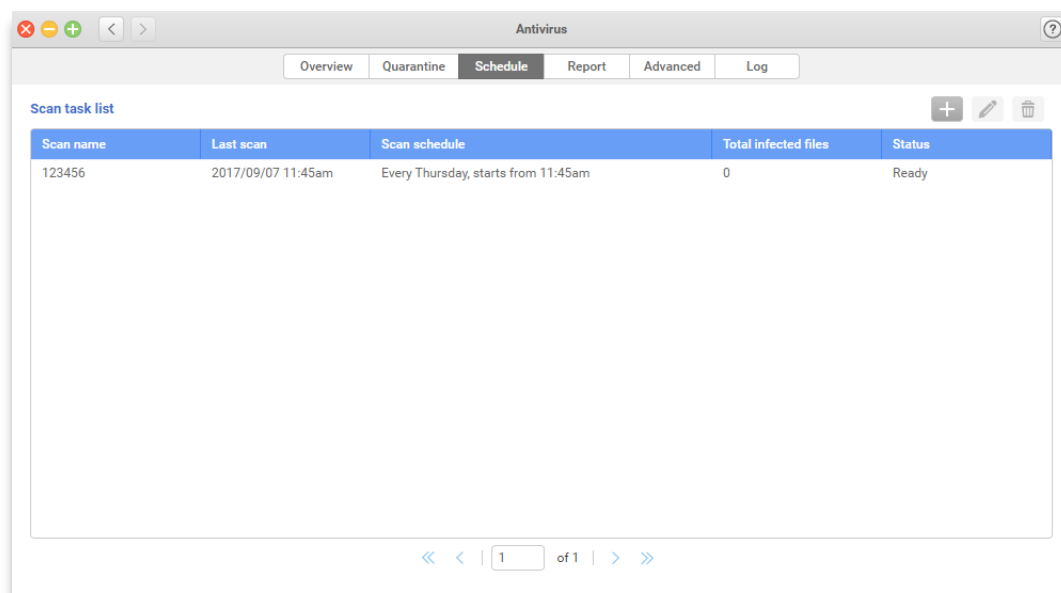 Antivirus
?
Overview Quarantine Schedule Report Advanced Log
Scan task list
Scan name Last scan Scan schedule Total infected files Status
123456 2017/09/07 11:45am Every Thursday, starts from 11:45am 0 Ready
1 of 1